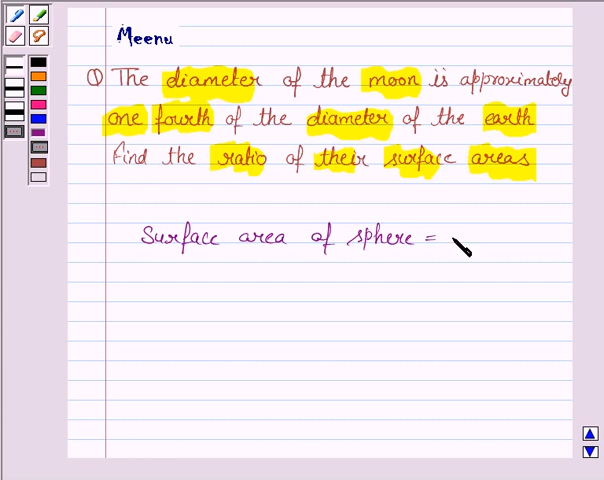 Meenu
Q The diameter of the moon is approximately
one fourth of the diameter of the earth
Find the ratio of their surface areas
Surface area of sphere =